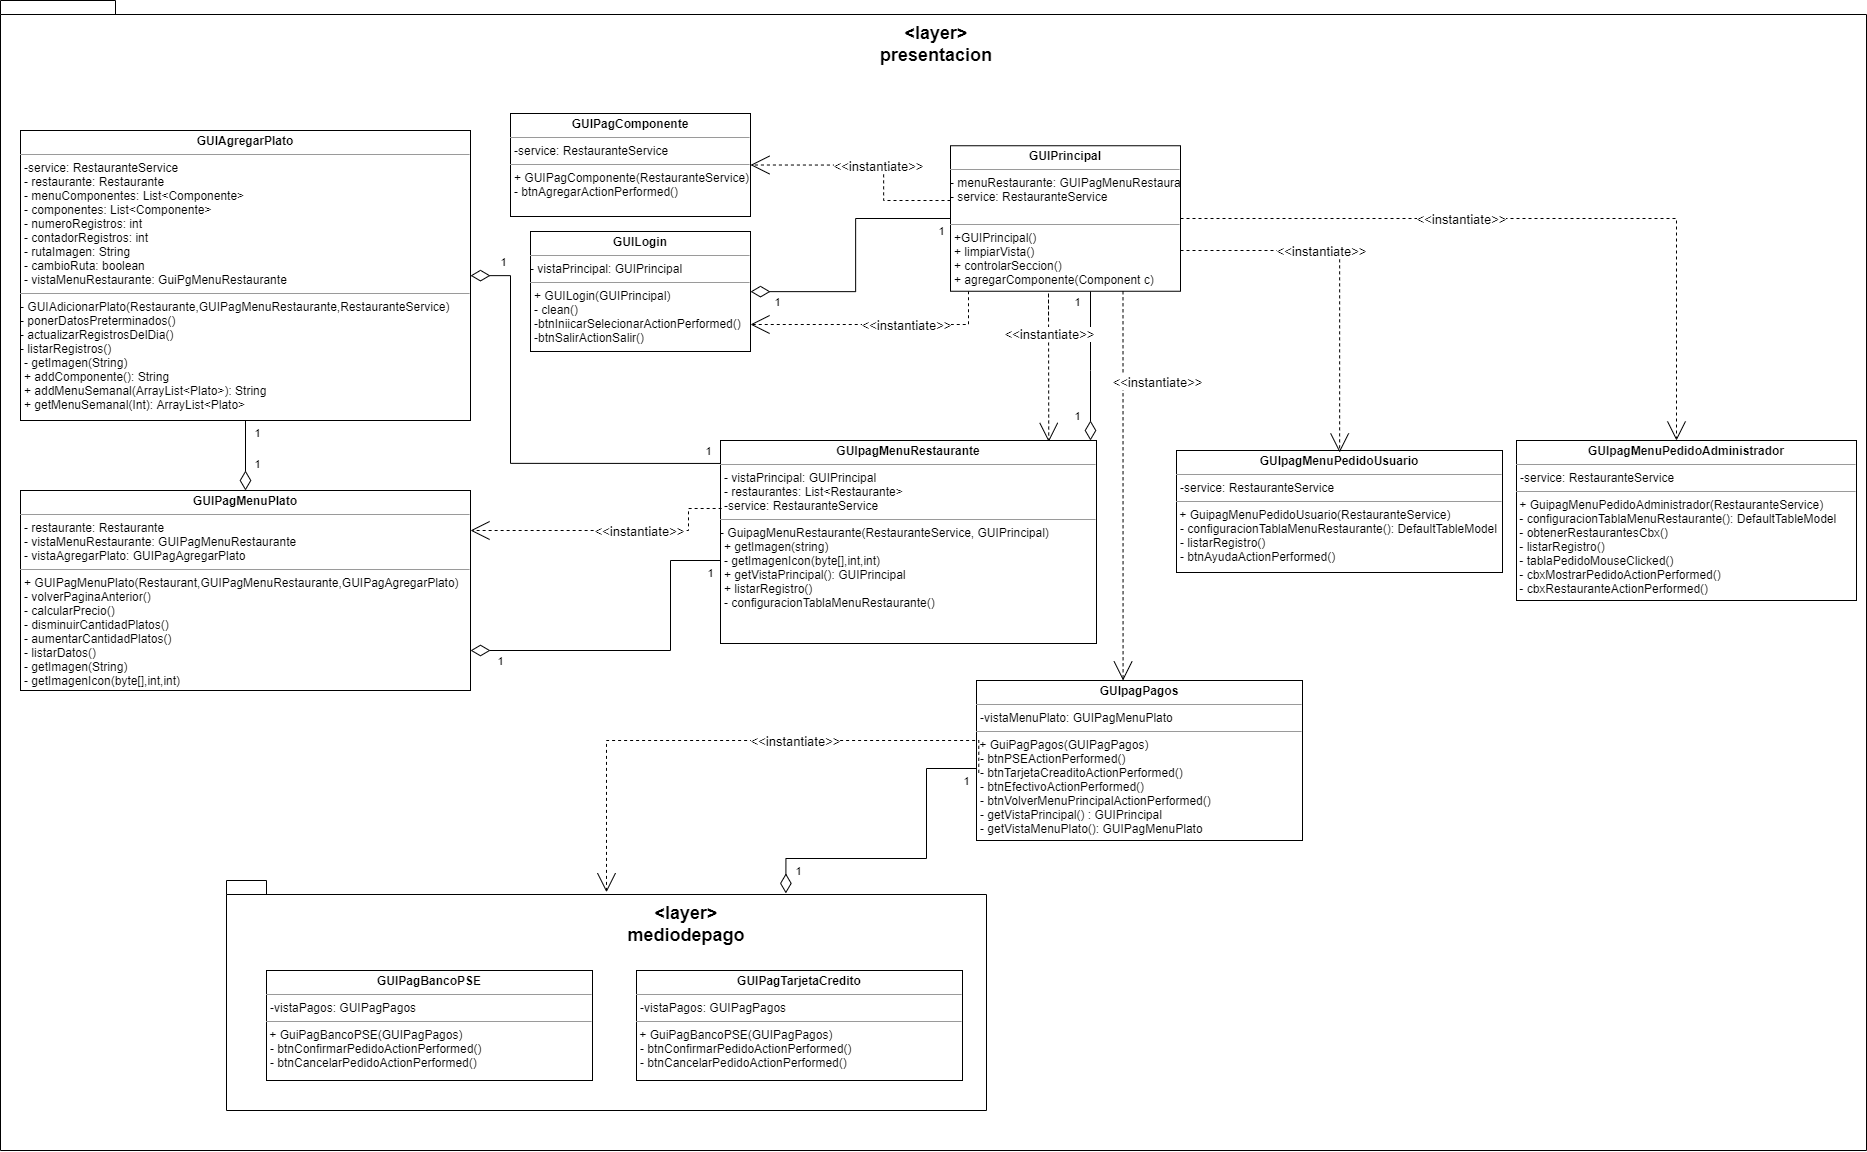 <layer>
presentacion
GUIAgregarPlato
-service: RestauranteService
- restaurante: Restaurante
- menuComponentes: List<Componente>
- componentes: List<Componente>
- numeroRegistros: int
- contadorRegistros: int
- rutaImagen: String
- cambioRuta: boolean
- vistaMenuRestaurante: GuiPgMenuRestaurante
- GUIAdicionarPlato(Restaurante,GUIPagMenuRestaurante,RestauranteService)
- ponerDatosPreterminados()
- actualizarRegistrosDelDia()
- listarRegistros()
- getImagen(String)
+ addComponente(): String
+ addMenuSemanal(ArrayList<Plato>): String
+ getMenuSemanal(Int): ArrayList<Plato>
1
1
1
1
GUIPagComponente
-service: RestauranteService
+ GUIPagComponente(RestauranteService)
- btnAgregarActionPerformed()
<<instantiate>>
GUIPrincipal
- menuRestaurante: GUIPagMenuRestaura
- service: RestauranteService
+GUIPrincipal()
+ limpiarVista()
+ controlarSeccion()
+ agregarComponente(Component c)
1
1
GUILogin
- vistaPrincipal: GUIPrincipal
+ GUILogin(GUIPrincipal)
- clean()
-btnIniicarSelecionarActionPerformed()
-btnSalirActionSalir()
<<instantiate>>
<<instantiate>>
1
1
<<instantiate>>
<<instantiate>>
<<instantiate>>
GUIPagMenuPlato
- restaurante: Restaurante
- vistaMenuRestaurante: GUIPagMenuRestaurante
- vistaAgregarPlato: GUIPagAgregarPlato
+ GUIPagMenuPlato(Restaurant,GUIPagMenuRestaurante,GUIPagAgregarPlato)
- volverPaginaAnterior()
- calcularPrecio()
- disminuirCantidadPlatos()
- aumentarCantidadPlatos()
- listarDatos()
- getImagen(String)
- getImagenIcon(byte[],int,int)
<<instantiate>>
1
1
GUIpagMenuRestaurante
- vistaPrincipal: GUIPrincipal
- restaurantes: List<Restaurante>
-service: RestauranteService
- GuipagMenuRestaurante(RestauranteService, GUIPrincipal)
+ getImagen(string)
- getImagenIcon(byte[],int,int)
+ getVistaPrincipal(): GUIPrincipal
+ listarRegistro()
- configuracionTablaMenuRestaurante()
GUIpagMenuPedidoUsuario
-service: RestauranteService
+ GuipagMenuPedidoUsuario(RestauranteService)
- configuracionTablaMenuRestaurante(): DefaultTableModel
- listarRegistro()
- btnAyudaActionPerformed()
GUIpagMenuPedidoAdministrador
-service: RestauranteService
+ GuipagMenuPedidoAdministrador(RestauranteService)
- configuracionTablaMenuRestaurante(): DefaultTableModel
- obtenerRestaurantesCbx()
- listarRegistro()
- tablaPedidoMouseClicked()
- cbxMostrarPedidoActionPerformed()
- cbxRestauranteActionPerformed()
GUIpagPagos
-vistaMenuPlato: GUIPagMenuPlato
+ GuiPagPagos(GUIPagPagos)
- btnPSEActionPerformed()
- btnTarjetaCreaditoActionPerformed()
- btnEfectivoActionPerformed()
- btnVolverMenuPrincipalActionPerformed()
- getVistaPrincipal() : GUIPrincipal
- getVistaMenuPlato(): GUIPagMenuPlato
<<instantiate>>
1
1
<layer>
mediodepago
GUIPagBancoPSE
-vistaPagos: GUIPagPagos
+ GuiPagBancoPSE(GUIPagPagos)
- btnConfirmarPedidoActionPerformed()
- btnCancelarPedidoActionPerformed()
GUIPagTarjetaCredito
-vistaPagos: GUIPagPagos
+ GuiPagBancoPSE(GUIPagPagos)
- btnConfirmarPedidoActionPerformed()
- btnCancelarPedidoActionPerformed()